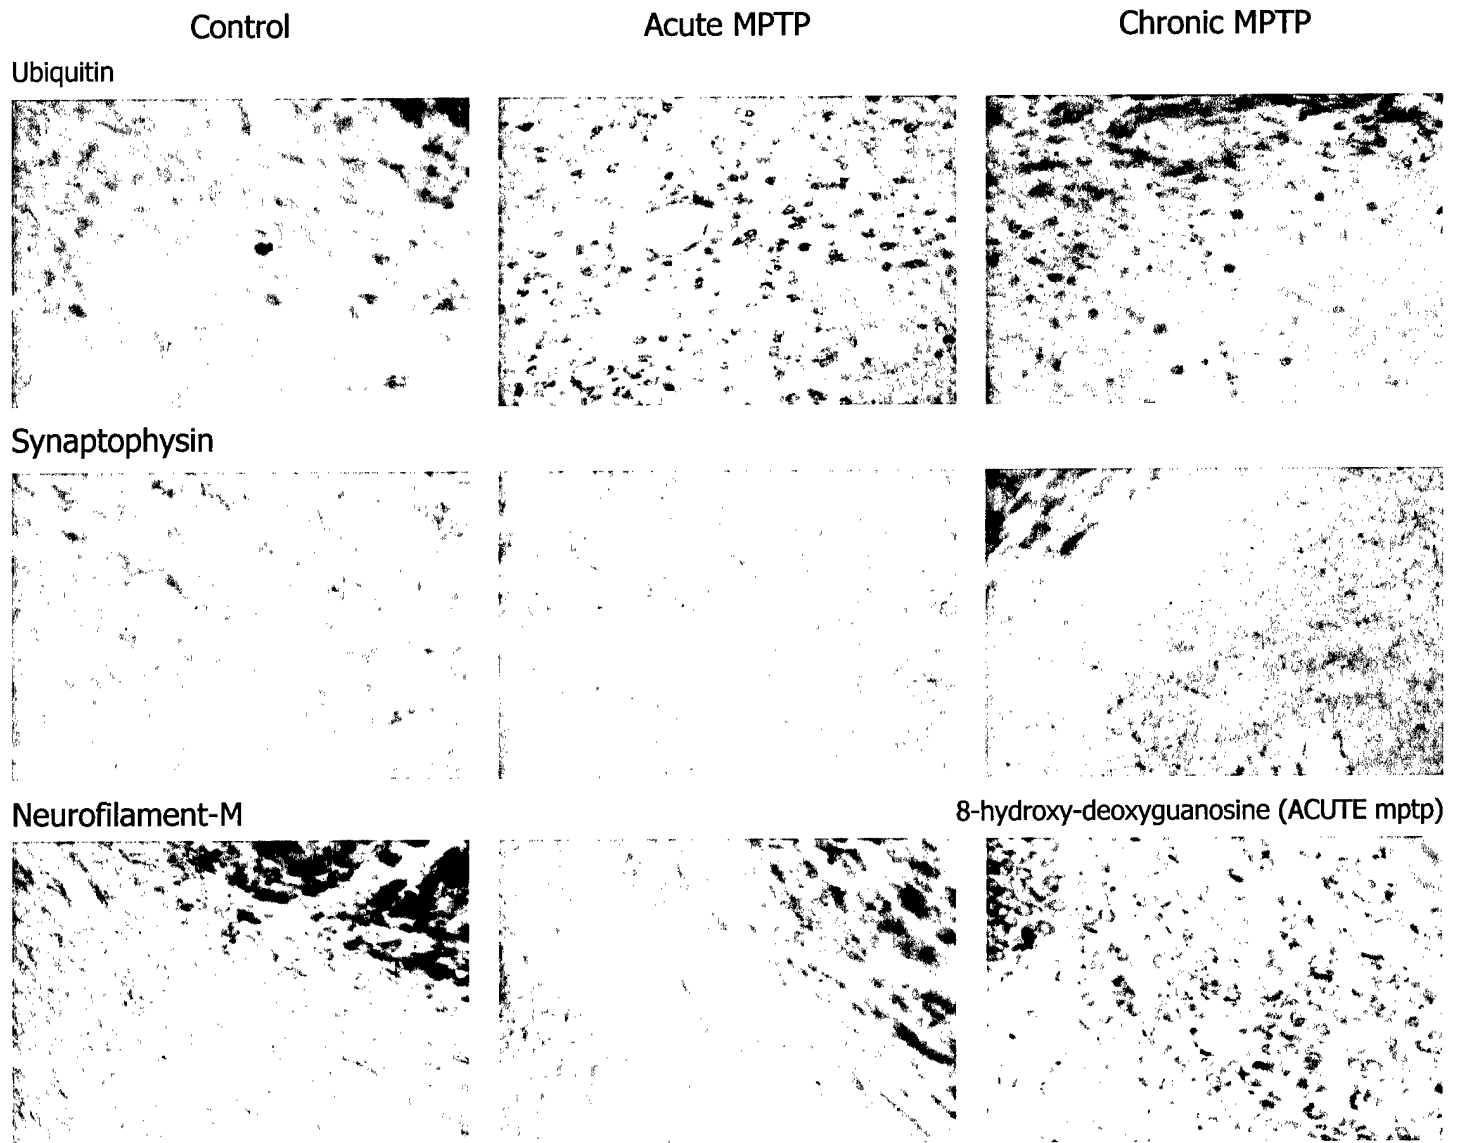 Control
Acute MPTP
Chronic MPTP
Ubiquitin
Synaptophysin
Neurofilament-M
8-hydroxy-deoxyguanosine (ACUTE mptp)